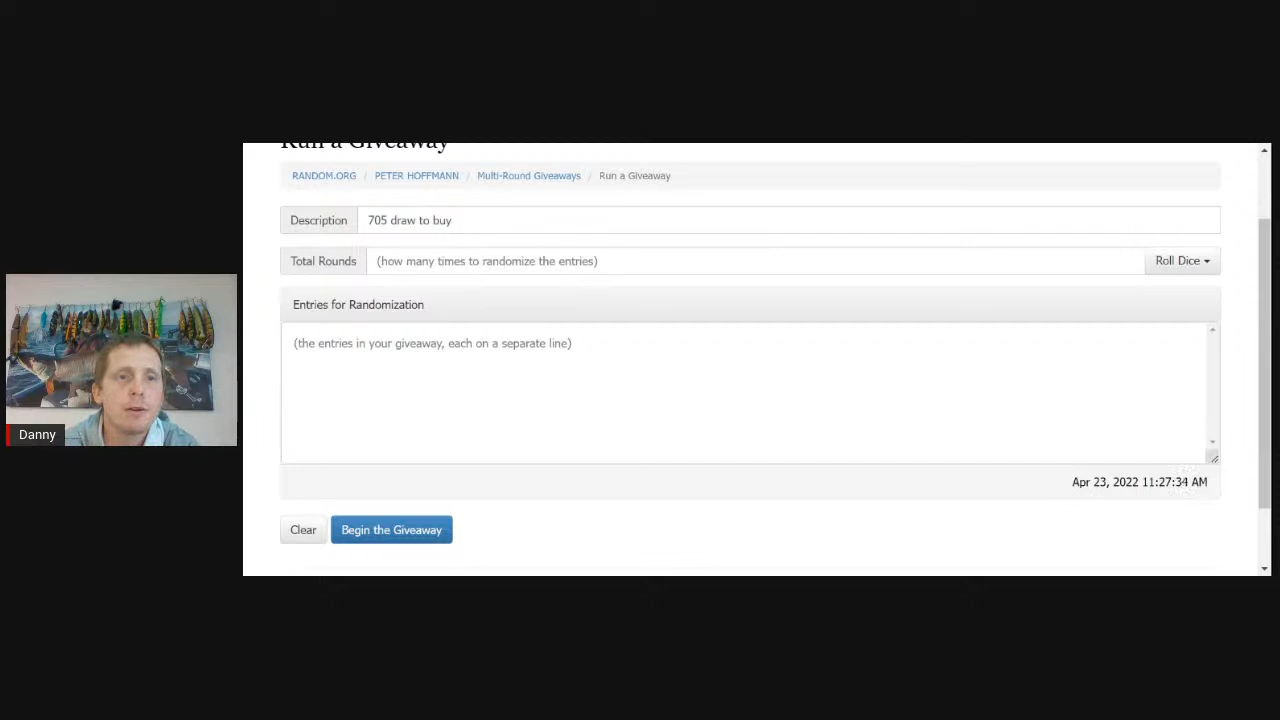 Run a Giveaway
RANDOM.ORG / PETER HOFFMANN / Multi-Round Giveaways / Run a Giveaway
Description 705 draw to buy
Total Rounds (how many times to randomize the entries) Roll Dice
Entries for Randomization
(the entries in your giveaway, each on a separate line)
Danny
Apr 23, 2022 11:27:34 AM
Clear Begin the Giveaway